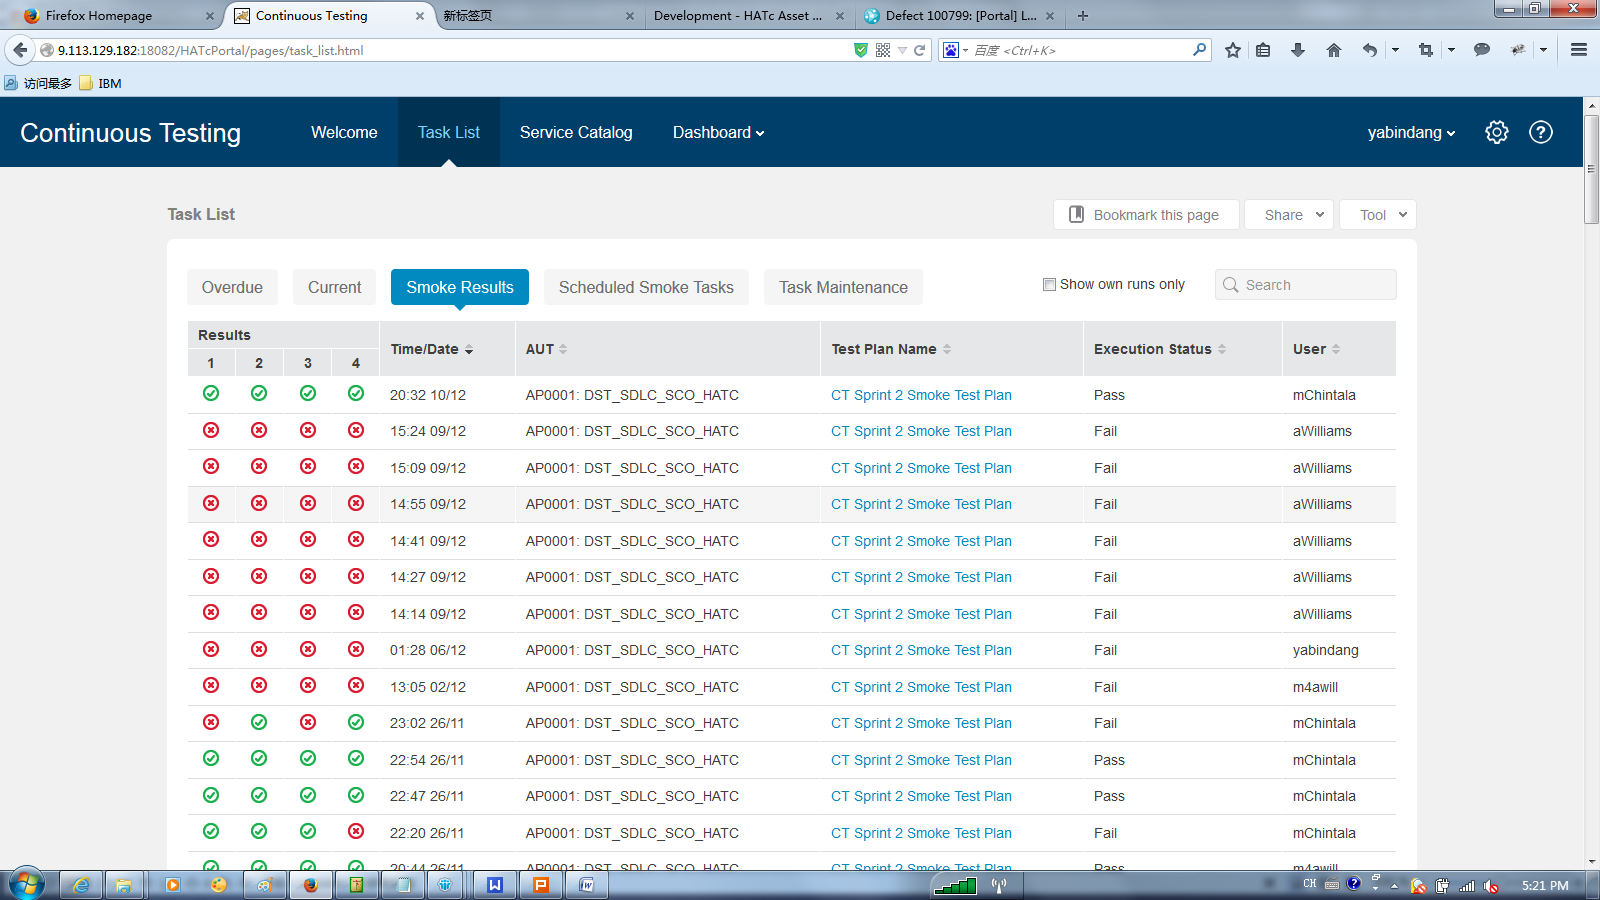 Firefox Homepage
Continuous Testing
新标签页
Development - HATc Asset ...
Defect 100799: [Portal] L...
9.113.129.182:18082/HATcPortal/pages/task_list.html
百度 <Ctrl+K>
访问最多
IBM
Continuous Testing
Welcome
Task List
Service Catalog
Dashboard
yabindang
Task List
Bookmark this page
Share
Tool
Overdue
Current
Smoke Results
Scheduled Smoke Tasks
Task Maintenance
Show own runs only
Search
Results
1 2 3 4
Time/Date
AUT
Test Plan Name
Execution Status
User
20:32 10/12 AP0001: DST_SDLC_SCO_HATC CT Sprint 2 Smoke Test Plan Pass mChintala
15:24 09/12 AP0001: DST_SDLC_SCO_HATC CT Sprint 2 Smoke Test Plan Fail aWilliams
15:09 09/12 AP0001: DST_SDLC_SCO_HATC CT Sprint 2 Smoke Test Plan Fail aWilliams
14:55 09/12 AP0001: DST_SDLC_SCO_HATC CT Sprint 2 Smoke Test Plan Fail aWilliams
14:41 09/12 AP0001: DST_SDLC_SCO_HATC CT Sprint 2 Smoke Test Plan Fail aWilliams
14:27 09/12 AP0001: DST_SDLC_SCO_HATC CT Sprint 2 Smoke Test Plan Fail aWilliams
14:14 09/12 AP0001: DST_SDLC_SCO_HATC CT Sprint 2 Smoke Test Plan Fail aWilliams
01:28 06/12 AP0001: DST_SDLC_SCO_HATC CT Sprint 2 Smoke Test Plan Fail yabindang
13:05 02/12 AP0001: DST_SDLC_SCO_HATC CT Sprint 2 Smoke Test Plan Fail m4awill
23:02 26/11 AP0001: DST_SDLC_SCO_HATC CT Sprint 2 Smoke Test Plan Fail mChintala
22:54 26/11 AP0001: DST_SDLC_SCO_HATC CT Sprint 2 Smoke Test Plan Pass mChintala
22:47 26/11 AP0001: DST_SDLC_SCO_HATC CT Sprint 2 Smoke Test Plan Pass mChintala
22:20 26/11 AP0001: DST_SDLC_SCO_HATC CT Sprint 2 Smoke Test Plan Fail mChintala
20:44 26/11 AP0001: DST_SDLC_SCO_HATC CT Sprint 2 Smoke Test Plan Pass m4awill
CH
5:21 PM